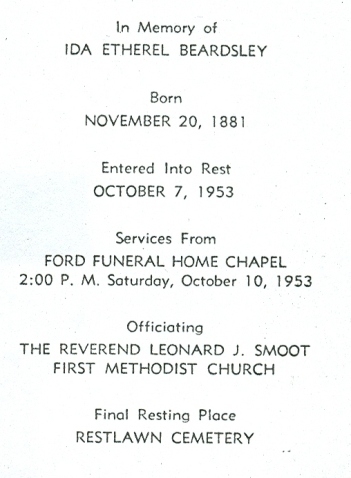 In Memory of
IDA ETHEREL BEARDSLEY
Born
NOVEMBER 20, 1881
Entered Into Rest
OCTOBER 7, 1953
Services From
FORD FUNERAL HOME CHAPEL
2:00 P. M. Saturday, October 10, 1953
Officiating
THE REVEREND LEONARD J. SMOOT
FIRST METHODIST CHURCH
Final Resting Place
RESTLAWN CEMETERY